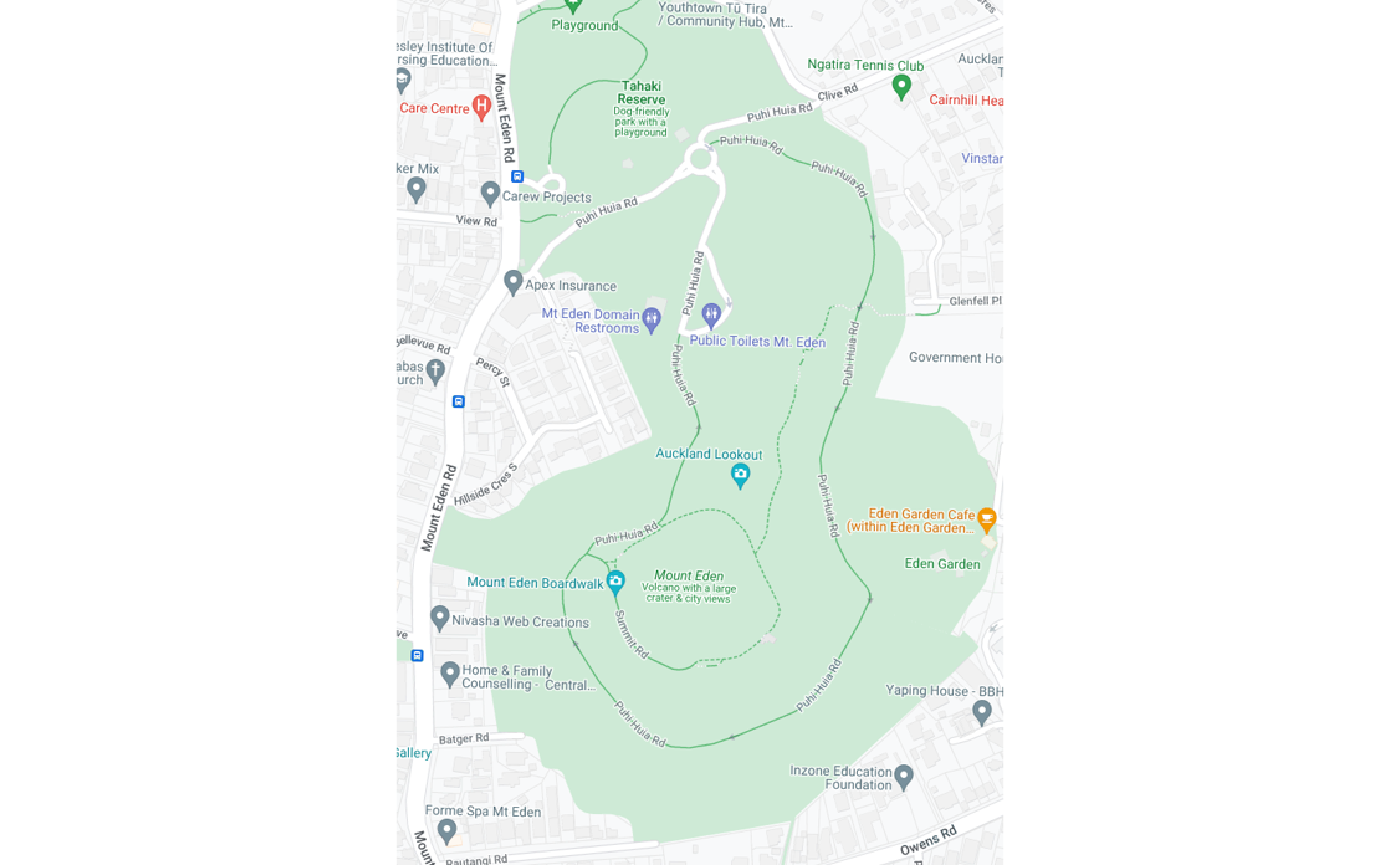 Youthtown Tū Tira
/ Community Hub, Mt...
Playground
esley Institute Of
rsing Education...
Ngatira Tennis Club
Aucklan
T
Tahaki
Reserve
Dog-friendly
park with a
playground
Clive Rd
Cairnhill Hea
Care Centre
H
Mount Eden Rd
Puhi Huia Rd
Puhi Huia Rd
Vinstar
ker Mix
Puhi Huia Rd
Carew Projects
Puhi Huia Rd
View Rd
Apex Insurance
Puhi Huia Rd
Glenfell Pl
Mt Eden Domain
Restrooms
Public Toilets Mt. Eden
ellevue Rd
Percy St
Puhi Huia Rd
Puhi Huia Rd
Government Ho
abas
urch
Auckland Lookout
Hillside Cres S
Mount Eden Rd
Puhi Huia Rd
Eden Garden Cafe
(within Eden Garden...
Puhi Huia Rd
Eden Garden
Mount Eden Boardwalk
Mount Eden
Volcano with a large
crater & city views
Nivasha Web Creations
Summit Rd
ve
Home & Family
Counselling - Central...
Puhi Huia Rd
Yaping House - BBH
Puhi Huia Rd
Batger Rd
Gallery
Inzone Education
Foundation
Forme Spa Mt Eden
Mount
Owens Rd
Rautangi Rd